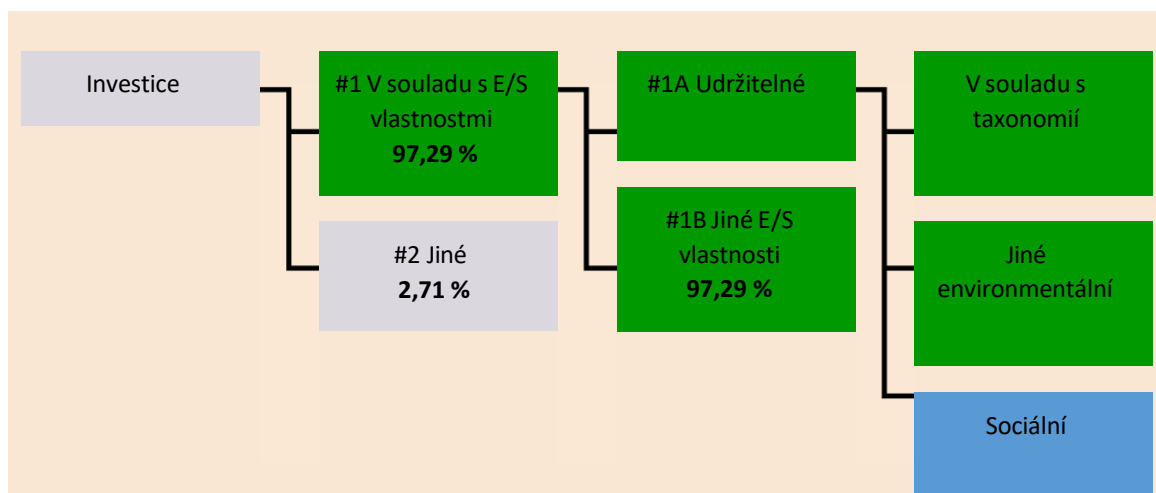 Investice
#1 V souladu s E/S
vlastnostmi
97,29 %
#2 Jiné
2,71 %
#1A Udržitelné
#1B Jiné E/S
vlastnosti
97,29 %
V souladu s
taxonomií
Jiné
environmentální
Sociální